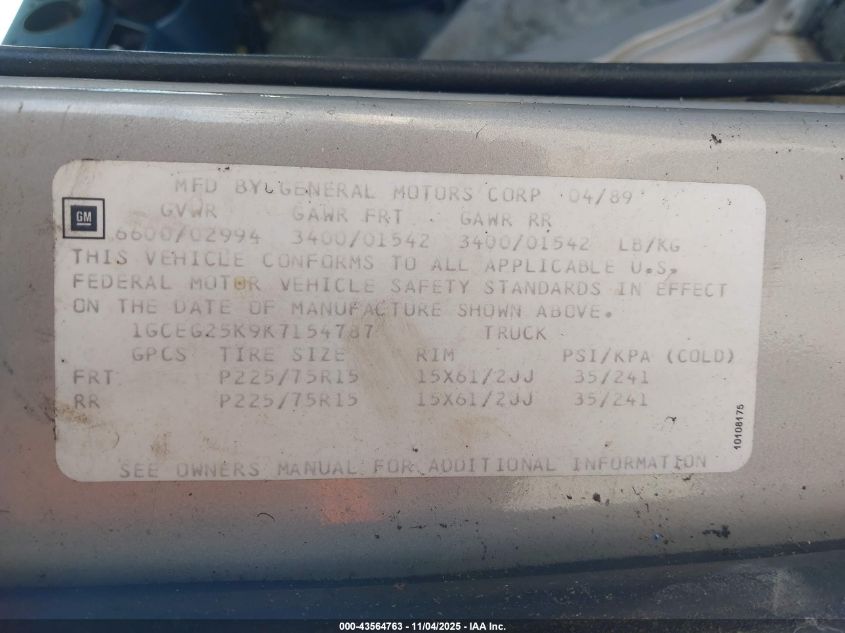 MFD BY GENERAL MOTORS CORP 04/89
GM
GVWR GAWR FRT GAWR RR
6600/02994 3400/01542 3400/01542 LB/KG
THIS VEHICLE CONFORMS TO ALL APPLICABLE U.S.
FEDERAL MOTOR VEHICLE SAFETY STANDARDS IN EFFECT
ON THE DATE OF MANUFACTURE SHOWN ABOVE.
1GCEG25K9K7154787 TRUCK
GPCS TIRE SIZE RIM PSI/KPA (COLD)
FRT P225/75R15 15X61/2JJ 35/241
RR P225/75R15 15X61/2JJ 35/241
10108175
SEE OWNERS MANUAL FOR ADDITIONAL INFORMATION
000-43564763 - 11/04/2025 - IAA Inc.